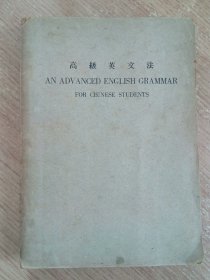 高級英文法
AN ADVANCED ENGLISH GRAMMAR
FOR CHINESE STUDENTS